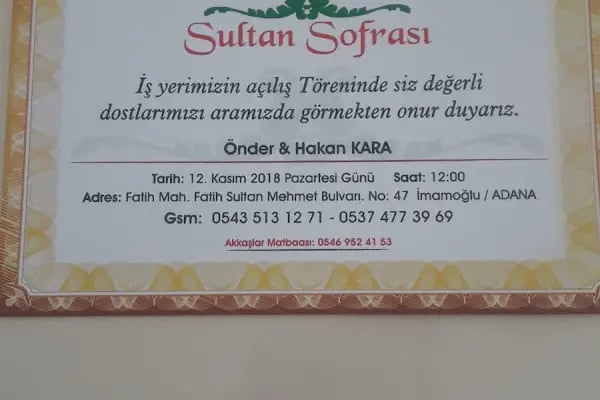 Sultan Sofrası
İş yerimizin açılış Töreninde siz değerli
dostlarımızı aramızda görmekten onur duyarız.
Önder & Hakan KARA
Tarih: 12. Kasım 2018 Pazartesi Günü Saat: 12:00
Adres: Fatih Mah. Fatih Sultan Mehmet Bulvarı. No: 47 İmamoğlu / ADANA
Gsm: 0543 513 12 71 - 0537 477 39 69
Akkaşlar Matbaası: 0546 952 41 53